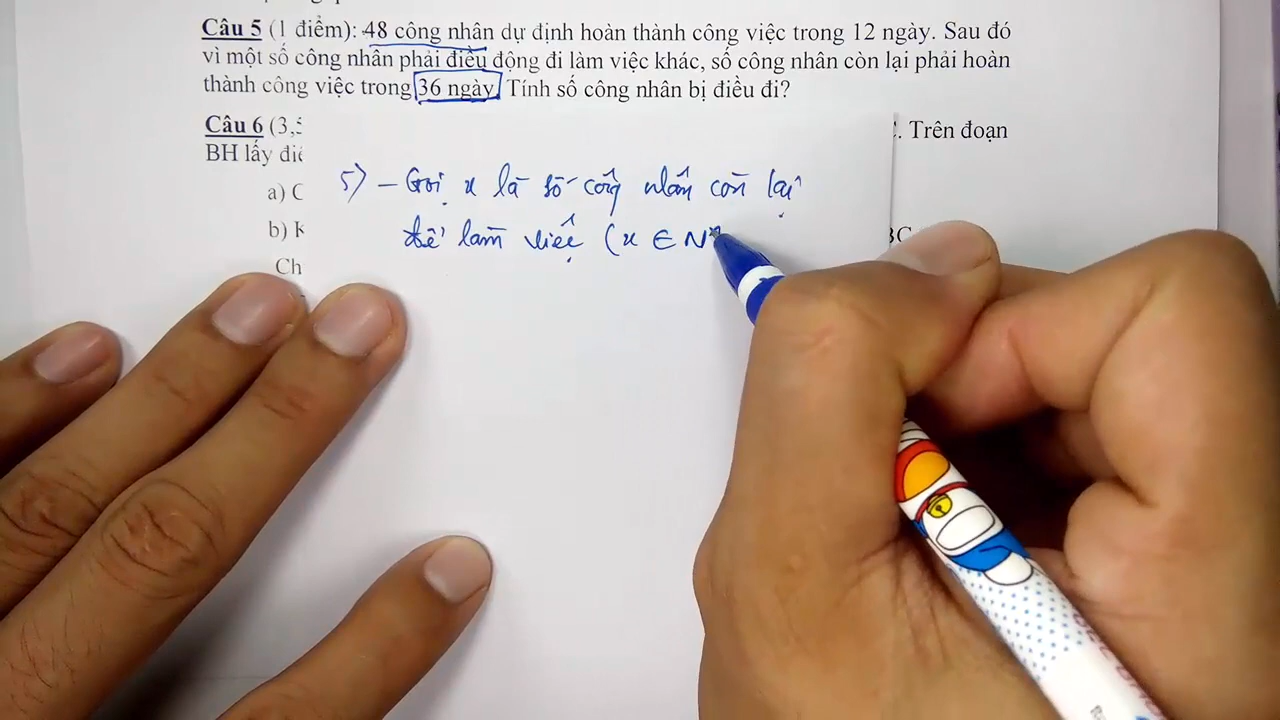 Câu 5 (1 điểm): 48 công nhân dự định hoàn thành công việc trong 12 ngày. Sau đó
vì một số công nhân phải điều động đi làm việc khác, số công nhân còn lại phải hoàn
thành công việc trong 36 ngày. Tính số công nhân bị điều đi?
Câu 6 (3,5 . Trên đoạn
BH lấy
a) C
5) - Gọi x là số công nhân còn lại
b) K
để làm việc (x ∈ N*
BC
Ch